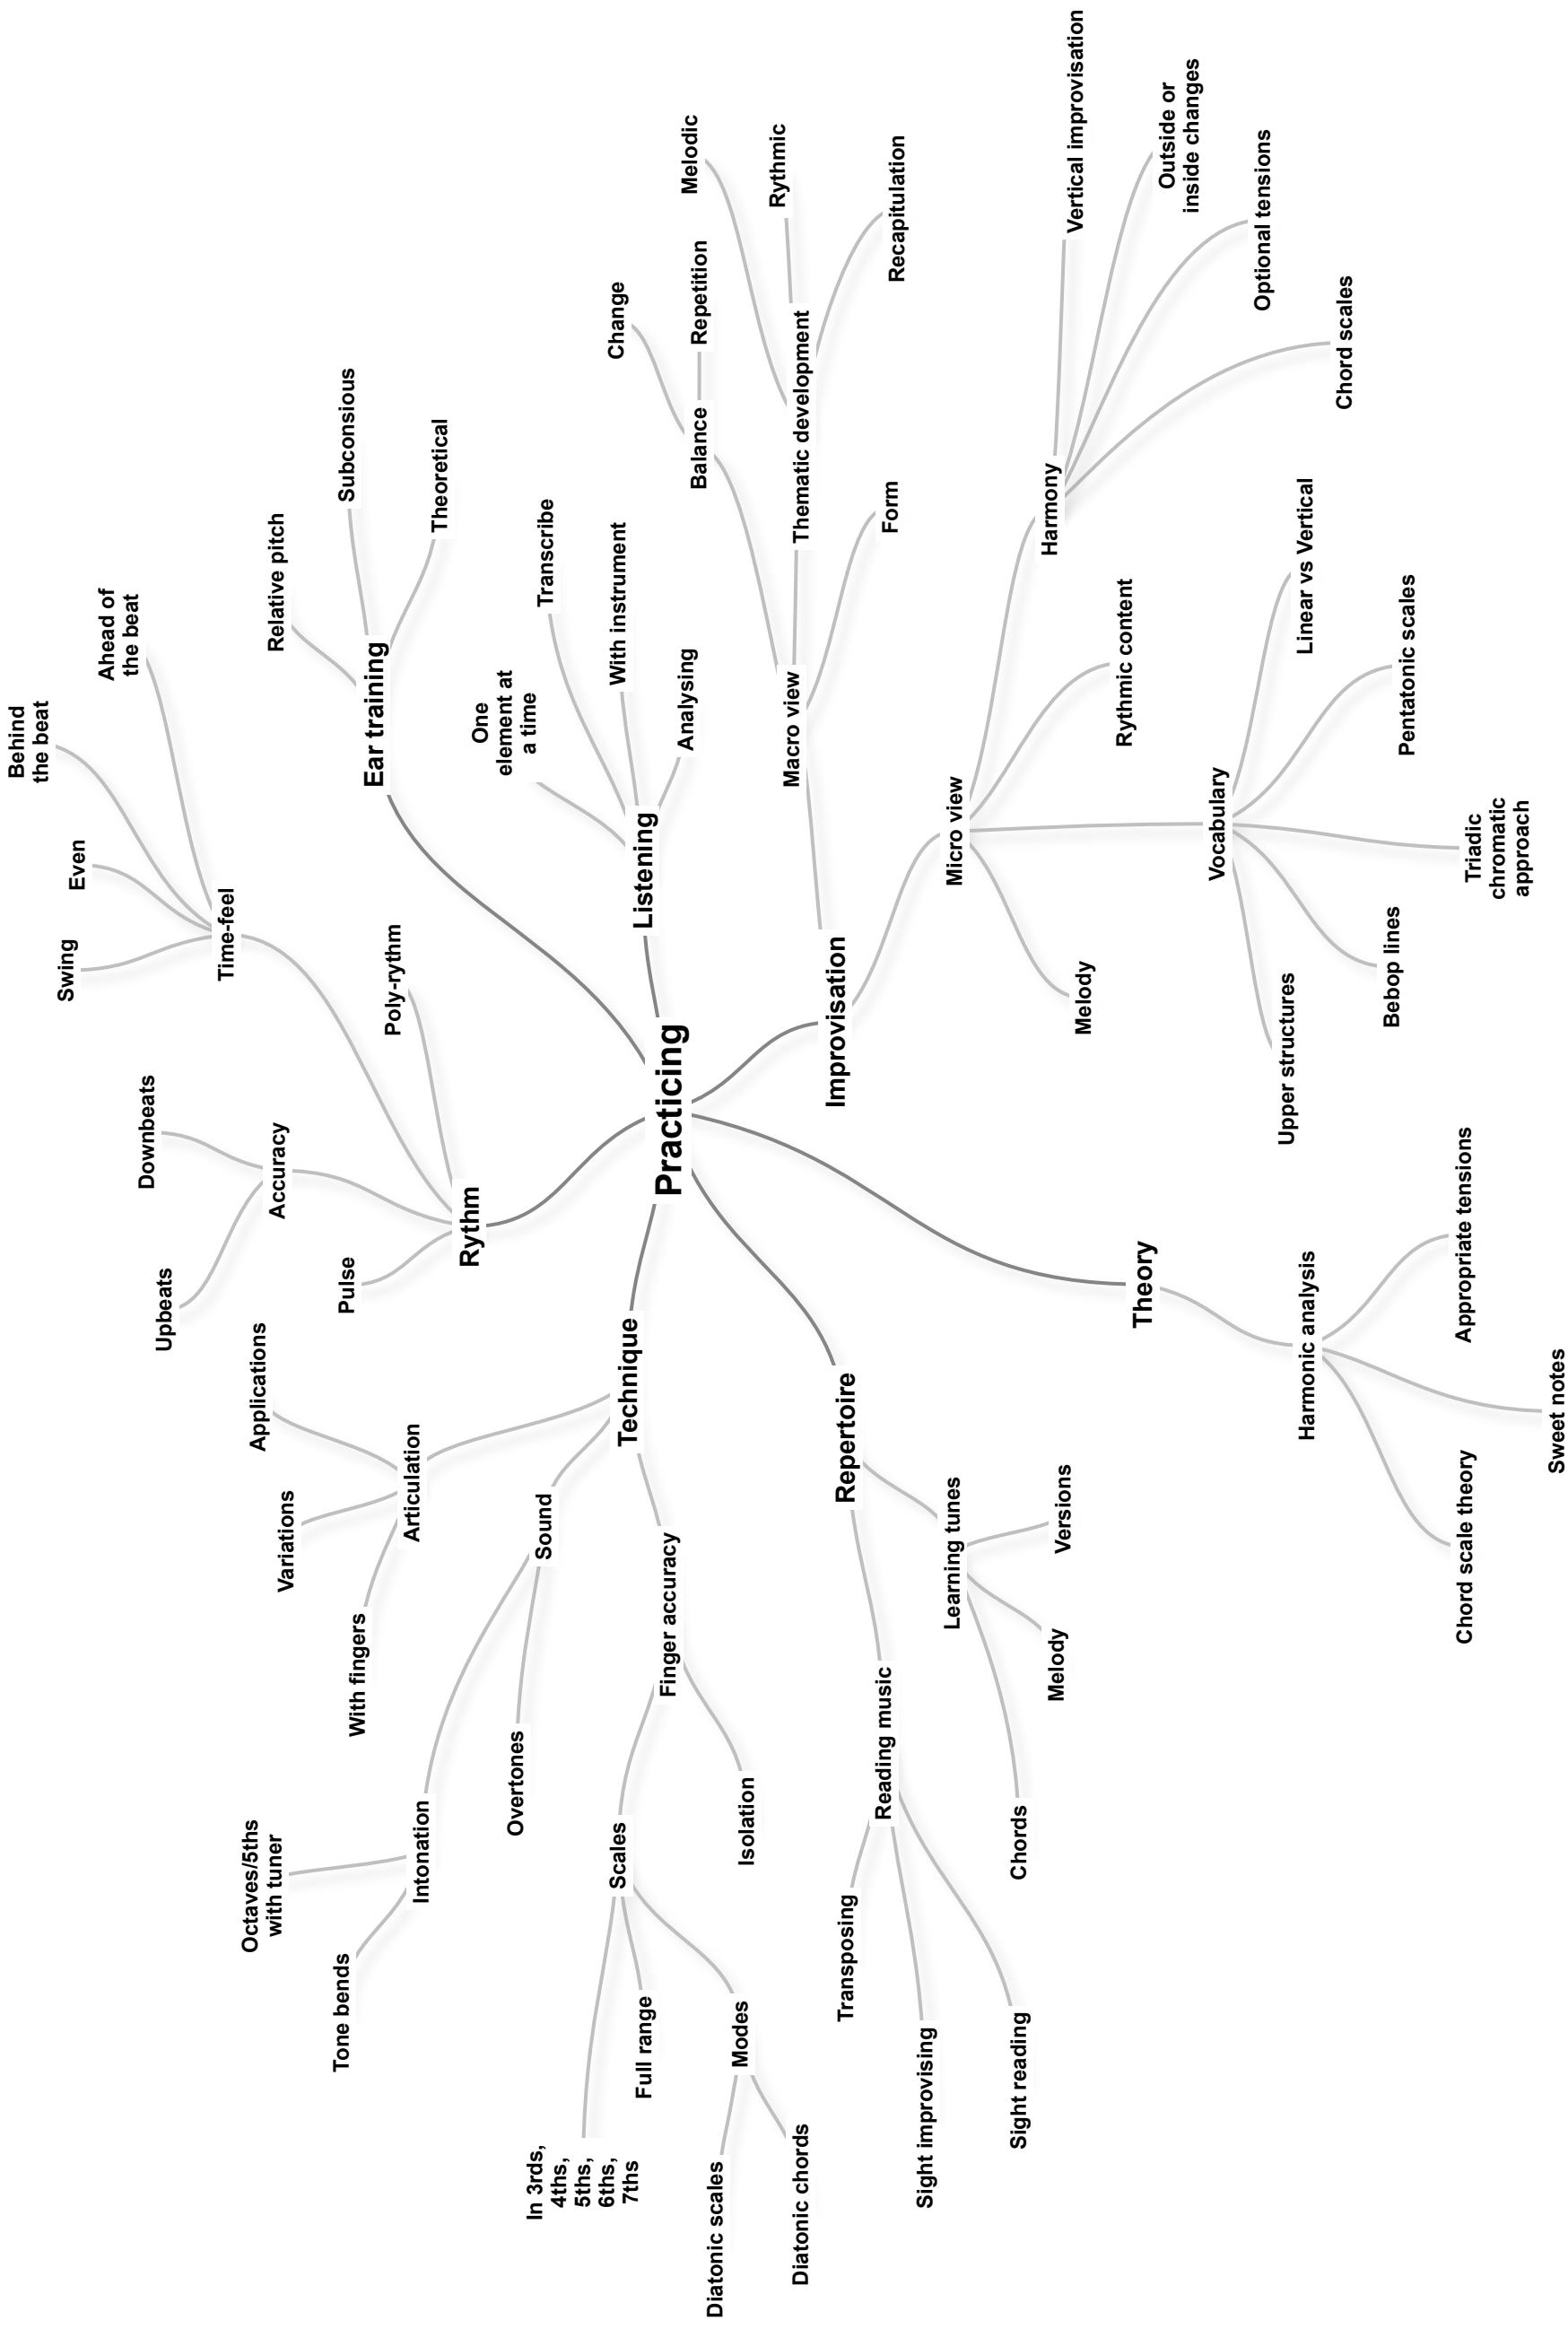 Practicing
Rythm
Pulse
Accuracy
Upbeats
Downbeats
Time-feel
Swing
Even
Behind
the beat
Ahead of
the beat
Poly-rythm
Ear training
Relative pitch
Subconsious
Theoretical
Listening
One
element at
a time
Transcribe
With instrument
Analysing
Improvisation
Macro view
Balance
Change
Repetition
Thematic development
Melodic
Rythmic
Recapitulation
Form
Micro view
Harmony
Vertical improvisation
Outside or
inside changes
Optional tensions
Chord scales
Rythmic content
Vocabulary
Linear vs Vertical
Pentatonic scales
Triadic
chromatic
approach
Bebop lines
Upper structures
Melody
Theory
Harmonic analysis
Appropriate tensions
Sweet notes
Chord scale theory
Repertoire
Learning tunes
Versions
Melody
Chords
Reading music
Transposing
Sight improvising
Sight reading
Technique
Articulation
Applications
Variations
With fingers
Sound
Intonation
Octaves/5ths
with tuner
Tone bends
Overtones
Finger accuracy
Scales
In 3rds,
4ths,
5ths,
6ths,
7ths
Full range
Modes
Diatonic scales
Diatonic chords
Isolation